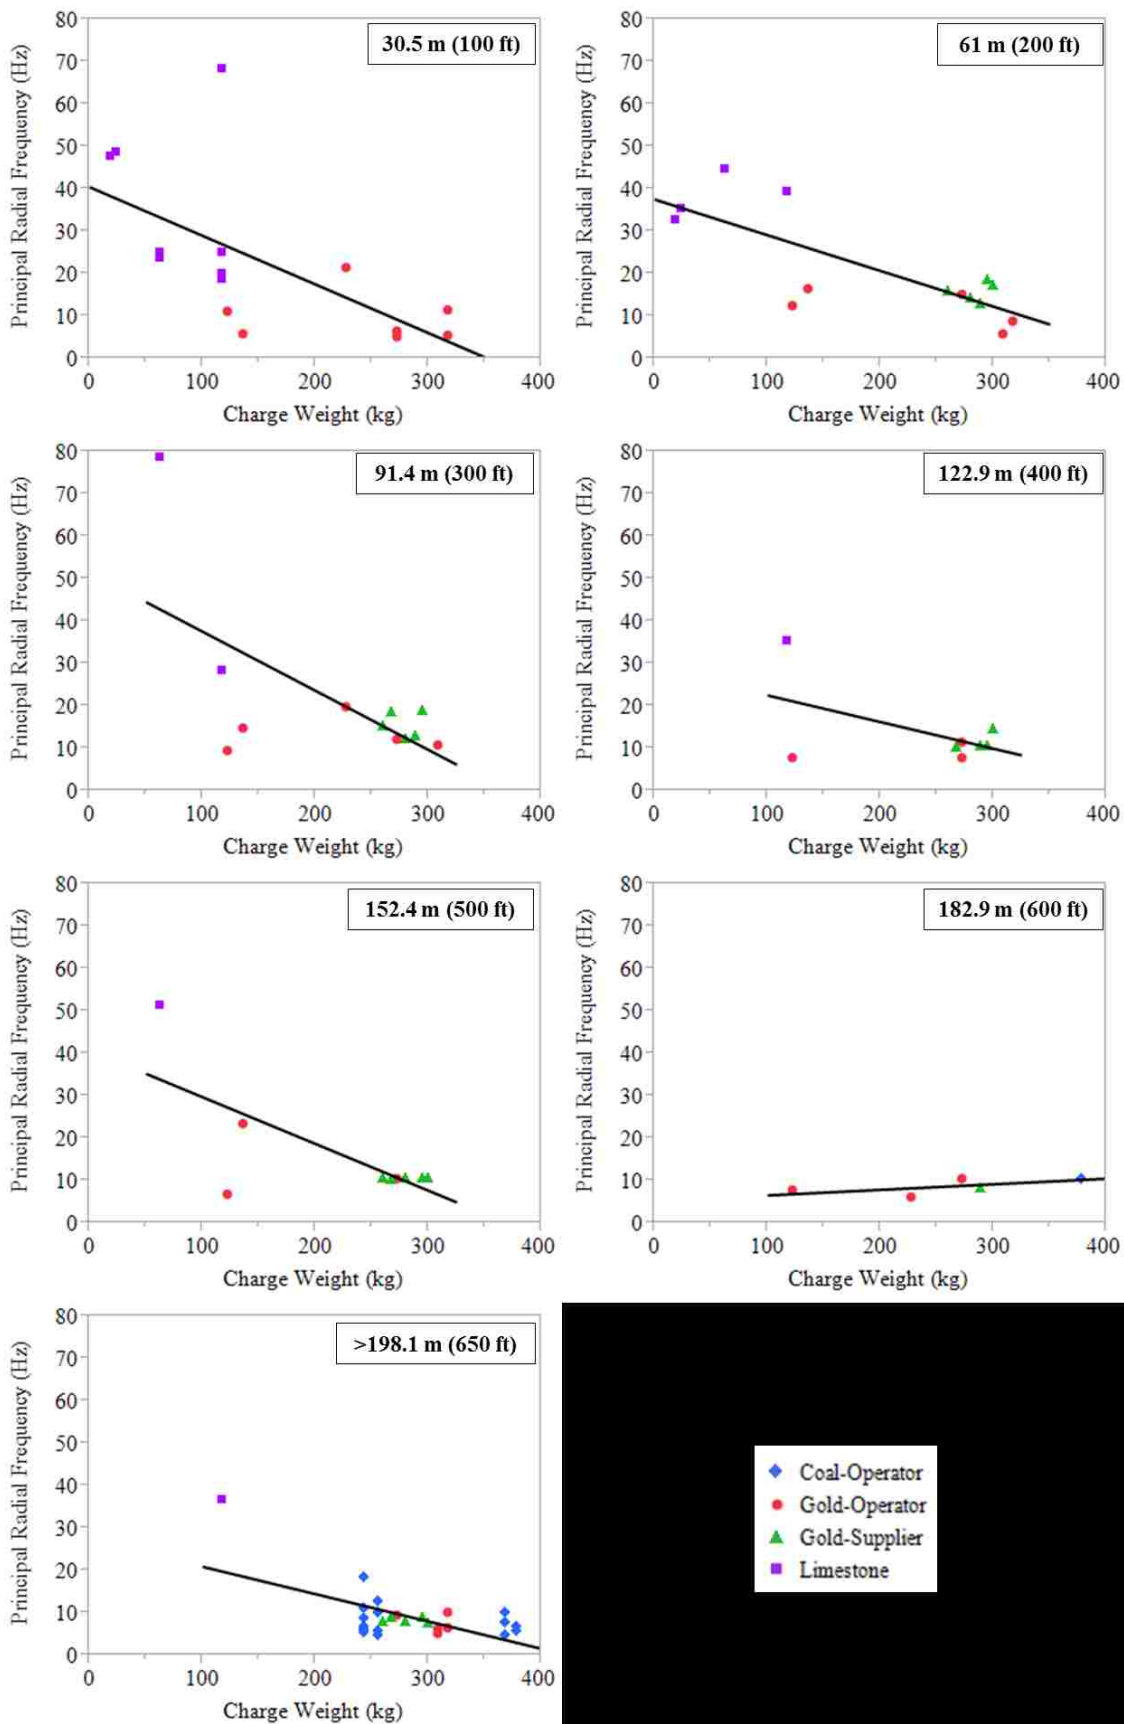 30.5 m (100 ft)
Principal Radial Frequency (Hz)
80
70
60
50
40
30
20
10
0
0 100 200 300 400
Charge Weight (kg)
61 m (200 ft)
Principal Radial Frequency (Hz)
80
70
60
50
40
30
20
10
0
0 100 200 300 400
Charge Weight (kg)
91.4 m (300 ft)
Principal Radial Frequency (Hz)
80
70
60
50
40
30
20
10
0
0 100 200 300 400
Charge Weight (kg)
122.9 m (400 ft)
Principal Radial Frequency (Hz)
80
70
60
50
40
30
20
10
0
0 100 200 300 400
Charge Weight (kg)
152.4 m (500 ft)
Principal Radial Frequency (Hz)
80
70
60
50
40
30
20
10
0
0 100 200 300 400
Charge Weight (kg)
182.9 m (600 ft)
Principal Radial Frequency (Hz)
80
70
60
50
40
30
20
10
0
0 100 200 300 400
Charge Weight (kg)
>198.1 m (650 ft)
Principal Radial Frequency (Hz)
80
70
60
50
40
30
20
10
0
0 100 200 300 400
Charge Weight (kg)
Coal-Operator
Gold-Operator
Gold-Supplier
Limestone